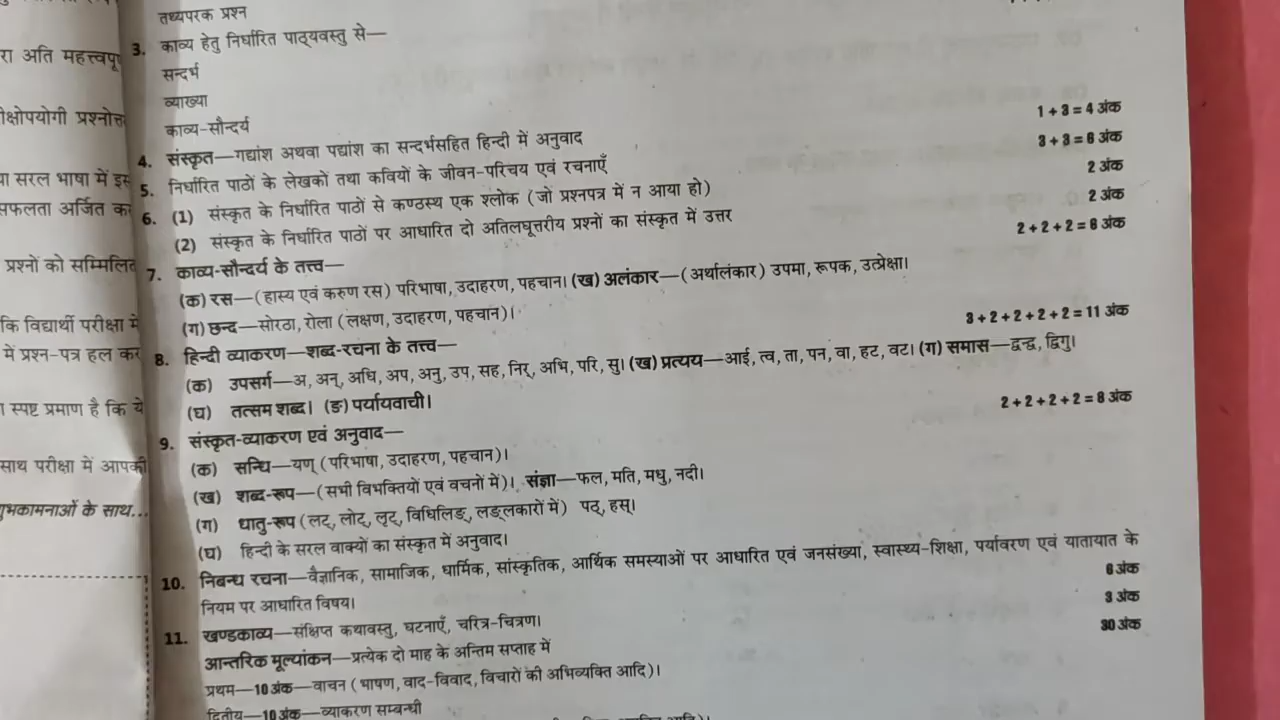 रा अति महत्त्वपू
क्षोपयोगी प्रश्नोत्त
ा सरल भाषा में इस
सफलता अर्जित कर
प्रश्नों को सम्मिलित
कि विद्यार्थी परीक्षा में
में प्रश्न-पत्र हल कर
स्पष्ट प्रमाण है कि ये
साथ परीक्षा में आपकी
भकामनाओं के साथ...
तथ्यपरक प्रश्न
3. काव्य हेतु निर्धारित पाठ्यवस्तु से—
सन्दर्भ
व्याख्या
काव्य-सौन्दर्य
1 + 3 = 4 अंक
4. संस्कृत—गद्यांश अथवा पद्यांश का सन्दर्भसहित हिन्दी में अनुवाद
3 + 3 = 6 अंक
5. निर्धारित पाठों के लेखकों तथा कवियों के जीवन-परिचय एवं रचनाएँ
2 अंक
6. (1) संस्कृत के निर्धारित पाठों से कण्ठस्थ एक श्लोक (जो प्रश्नपत्र में न आया हो)
2 अंक
(2) संस्कृत के निर्धारित पाठों पर आधारित दो अतिलघूत्तरीय प्रश्नों का संस्कृत में उत्तर
2 + 2 + 2 = 6 अंक
7. काव्य-सौन्दर्य के तत्त्व—
(क) रस—(हास्य एवं करुण रस) परिभाषा, उदाहरण, पहचान। (ख) अलंकार—(अर्थालंकार) उपमा, रूपक, उत्प्रेक्षा।
(ग) छन्द—सोरठा, रोला (लक्षण, उदाहरण, पहचान)।
3 + 2 + 2 + 2 + 2 = 11 अंक
8. हिन्दी व्याकरण—शब्द-रचना के तत्त्व—
(क) उपसर्ग—अ, अन्, अधि, अप, अनु, उप, सह, निर्, अभि, परि, सु। (ख) प्रत्यय—आई, त्व, ता, पन, वा, हट, वट। (ग) समास—द्वन्द्व, द्विगु।
(घ) तत्सम शब्द। (ङ) पर्यायवाची।
2 + 2 + 2 + 2 = 8 अंक
9. संस्कृत-व्याकरण एवं अनुवाद—
(क) सन्धि—यण् (परिभाषा, उदाहरण, पहचान)।
(ख) शब्द-रूप—(सभी विभक्तियों एवं वचनों में)। संज्ञा—फल, मति, मधु, नदी।
(ग) धातु-रूप (लट्, लोट्, लृट्, विधिलिङ्, लङ्लकारों में) पठ्, हस्।
(घ) हिन्दी के सरल वाक्यों का संस्कृत में अनुवाद।
10. निबन्ध रचना—वैज्ञानिक, सामाजिक, धार्मिक, सांस्कृतिक, आर्थिक समस्याओं पर आधारित एवं जनसंख्या, स्वास्थ्य-शिक्षा, पर्यावरण एवं यातायात के
नियम पर आधारित विषय।
6 अंक
11. खण्डकाव्य—संक्षिप्त कथावस्तु, घटनाएँ, चरित्र-चित्रण।
3 अंक
आन्तरिक मूल्यांकन—प्रत्येक दो माह के अन्तिम सप्ताह में
30 अंक
प्रथम—10 अंक—वाचन (भाषण, वाद-विवाद, विचारों की अभिव्यक्ति आदि)।
द्वितीय—10 अंक—व्याकरण सम्बन्धी